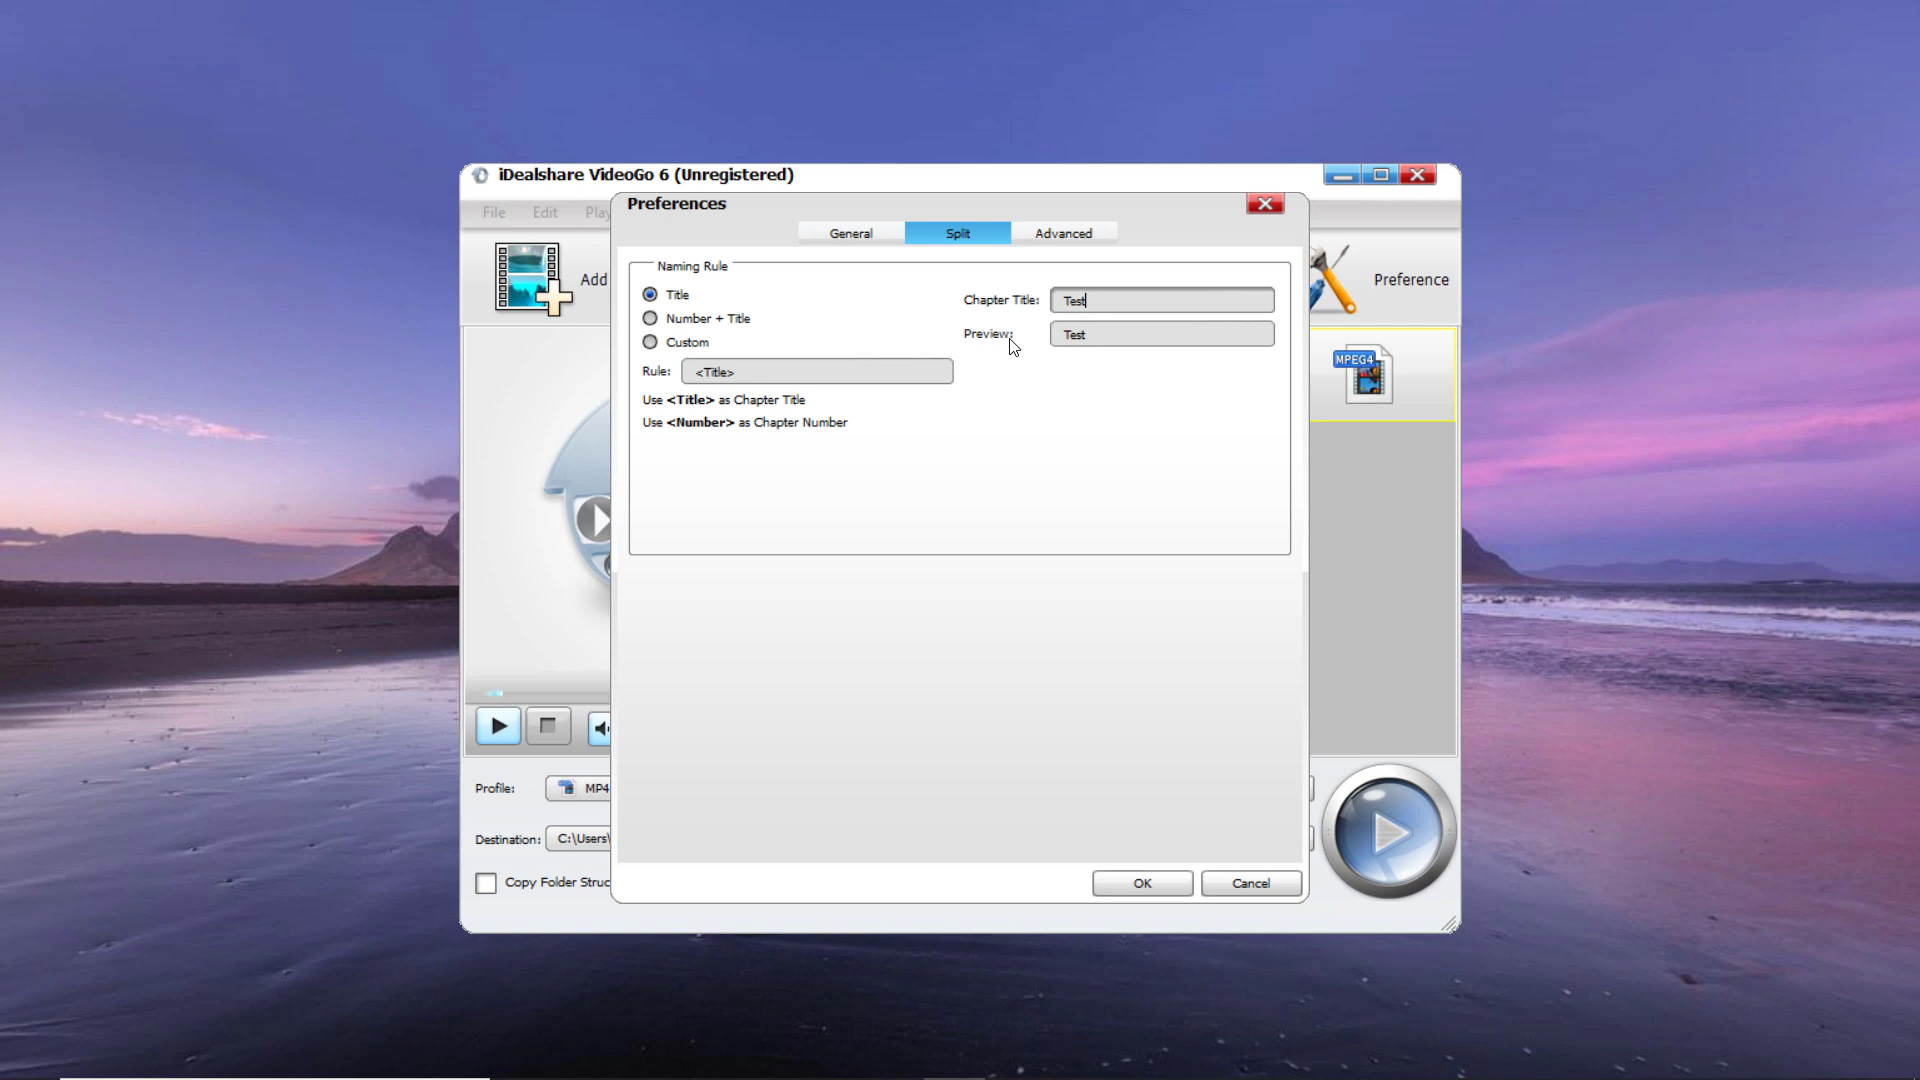 iDealshare VideoGo 6 (Unregistered)
File Edit Play
Preferences
General Split Advanced
Add
Preference
Naming Rule
Title
Number + Title
Custom
Rule: <Title>
Use <Title> as Chapter Title
Use <Number> as Chapter Number
Chapter Title: Test
Preview: Test
MPEG4
Profile: MP4
Destination: C:\Users\
Copy Folder Struc
OK Cancel